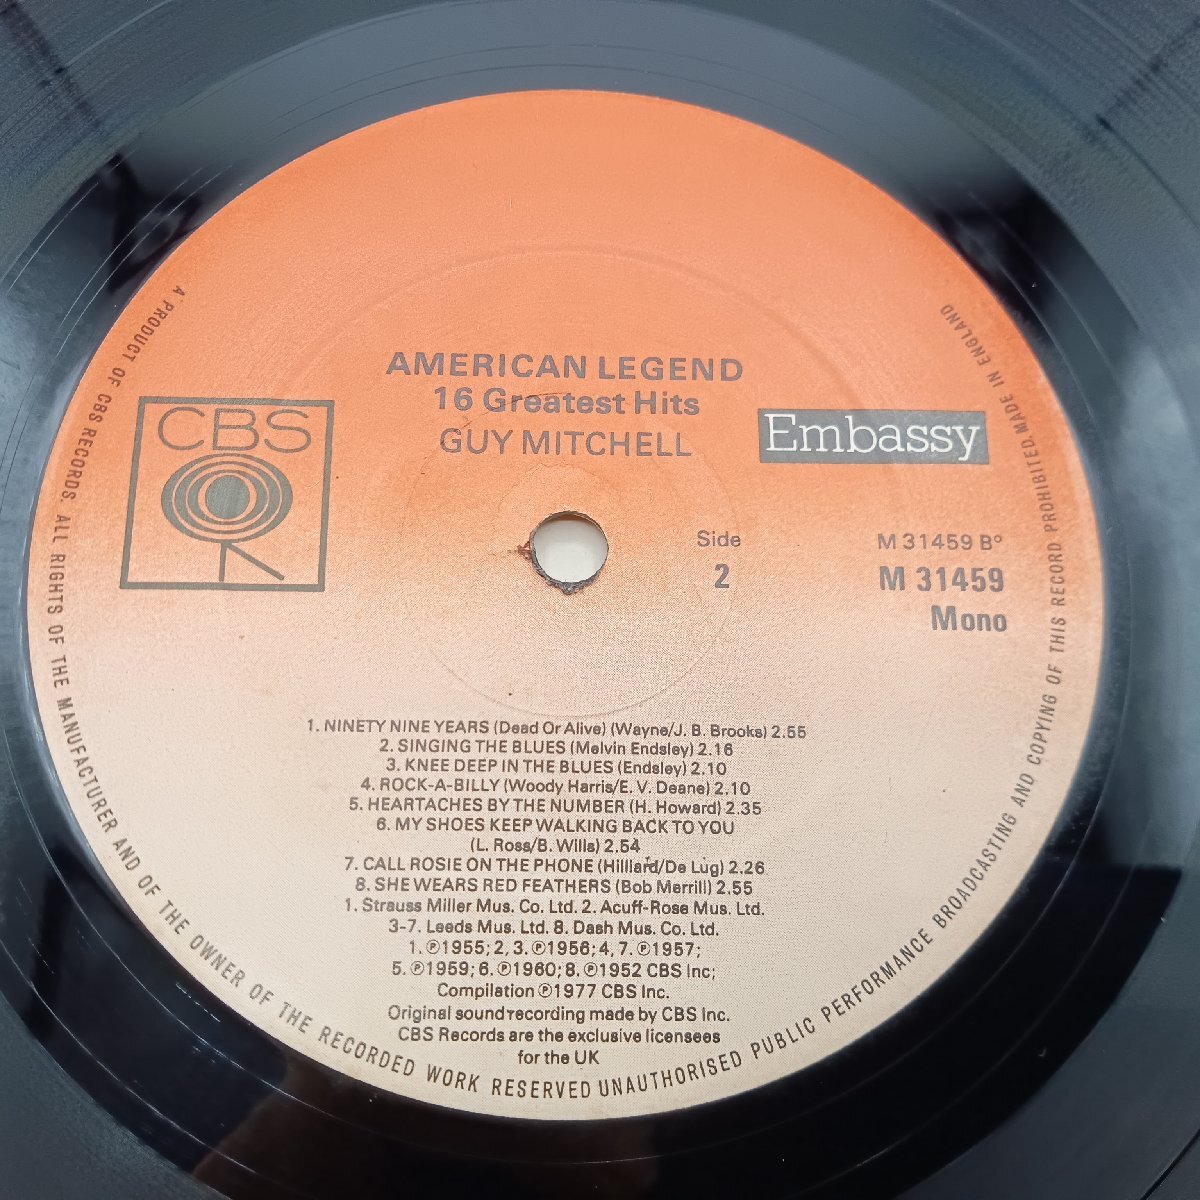 AMERICAN LEGEND
16 Greatest Hits
GUY MITCHELL
CBS
Embassy
Side
2
M 31459 B°
M 31459
Mono
1. NINETY NINE YEARS (Dead Or Alive) (Wayne/J. B. Brooks) 2.55
2. SINGING THE BLUES (Melvin Endsley) 2.16
3. KNEE DEEP IN THE BLUES (Endsley) 2.10
4. ROCK-A-BILLY (Woody Harris/E. V. Deane) 2.10
5. HEARTACHES BY THE NUMBER (H. Howard) 2.35
6. MY SHOES KEEP WALKING BACK TO YOU
(L. Ross/B. Wills) 2.54
7. CALL ROSIE ON THE PHONE (Hilliard/De Lug) 2.26
8. SHE WEARS RED FEATHERS (Bob Merrill) 2.55
1. Strauss Miller Mus. Co. Ltd. 2. Acuff-Rose Mus. Ltd.
3-7. Leeds Mus. Ltd. 8. Dash Mus. Co. Ltd.
1. ℗1955; 2, 3. ℗1956; 4, 7. ℗1957;
5. ℗1959; 6. ℗1960; 8. ℗1952 CBS Inc;
Compilation ℗1977 CBS Inc.
Original sound recording made by CBS Inc.
CBS Records are the exclusive licensees
for the UK
A PRODUCT OF CBS RECORDS. ALL RIGHTS OF THE MANUFACTURER AND OF THE OWNER OF THE RECORDED WORK RESERVED UNAUTHORISED PUBLIC PERFORMANCE BROADCASTING AND COPYING OF THIS RECORD PROHIBITED. MADE IN ENGLAND